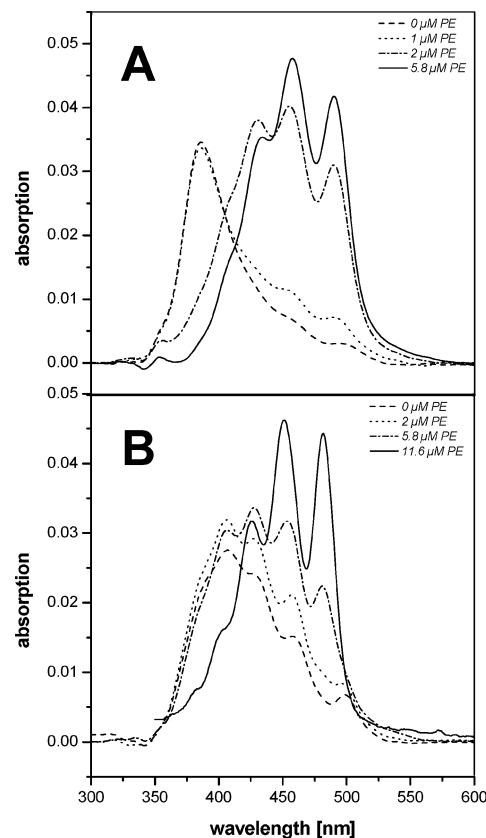 A
0 µM PE
1 µM PE
2 µM PE
5.8 µM PE
0.05
0.04
0.03
0.02
0.01
0.00
absorption
B
0 µM PE
2 µM PE
5.8 µM PE
11.6 µM PE
0.05
0.04
0.03
0.02
0.01
0.00
absorption
300 350 400 450 500 550 600
wavelength [nm]